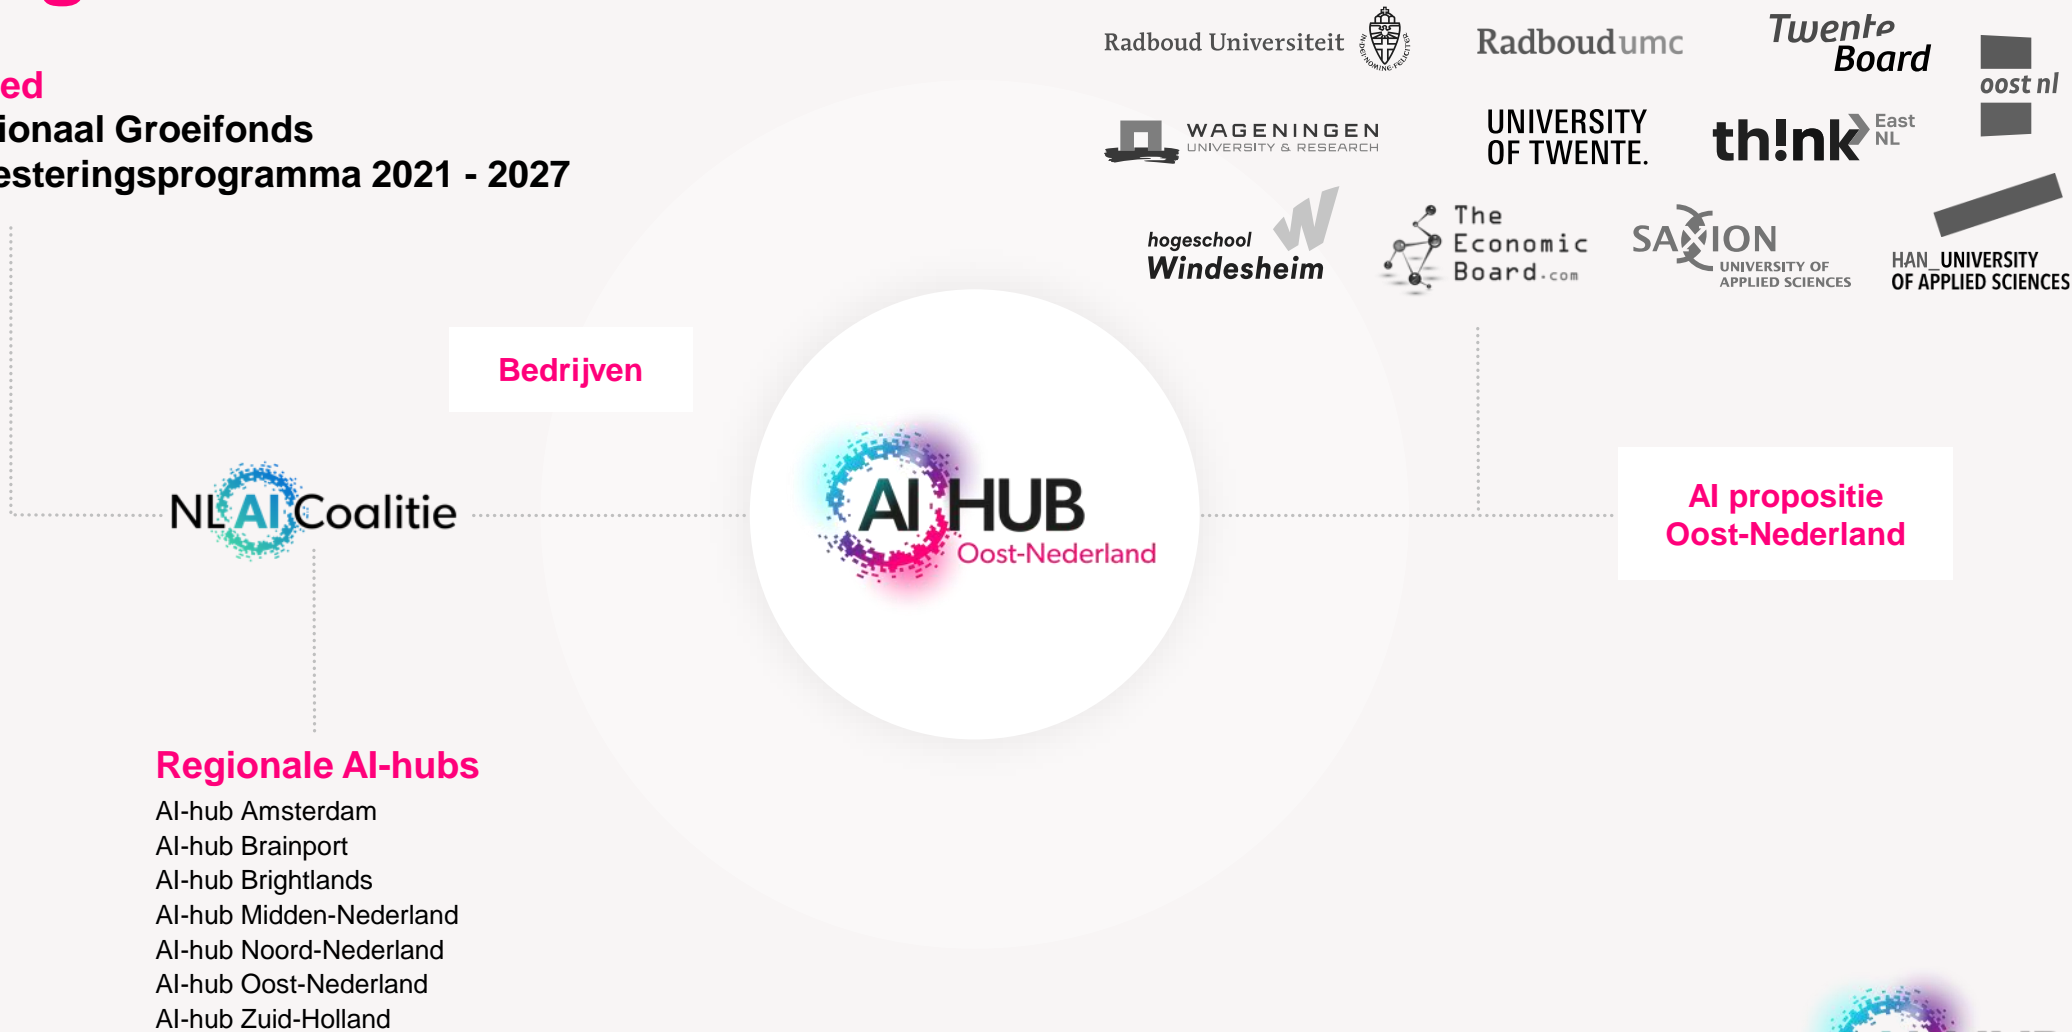 ed
ionaal Groeifonds
esteringsprogramma 2021 - 2027
Radboud Universiteit
IN·DEI·NOMINE·FELICITER
Radboudumc
Twente
Board
oost nl
WAGENINGEN
UNIVERSITY & RESEARCH
UNIVERSITY
OF TWENTE.
th!nk East
NL
hogeschool
Windesheim
The
Economic
Board.com
SAXION
UNIVERSITY OF
APPLIED SCIENCES
HAN_UNIVERSITY
OF APPLIED SCIENCES
Bedrijven
NL AI Coalitie
AI HUB
Oost-Nederland
AI propositie
Oost-Nederland
Regionale AI-hubs
AI-hub Amsterdam
AI-hub Brainport
AI-hub Brightlands
AI-hub Midden-Nederland
AI-hub Noord-Nederland
AI-hub Oost-Nederland
AI-hub Zuid-Holland